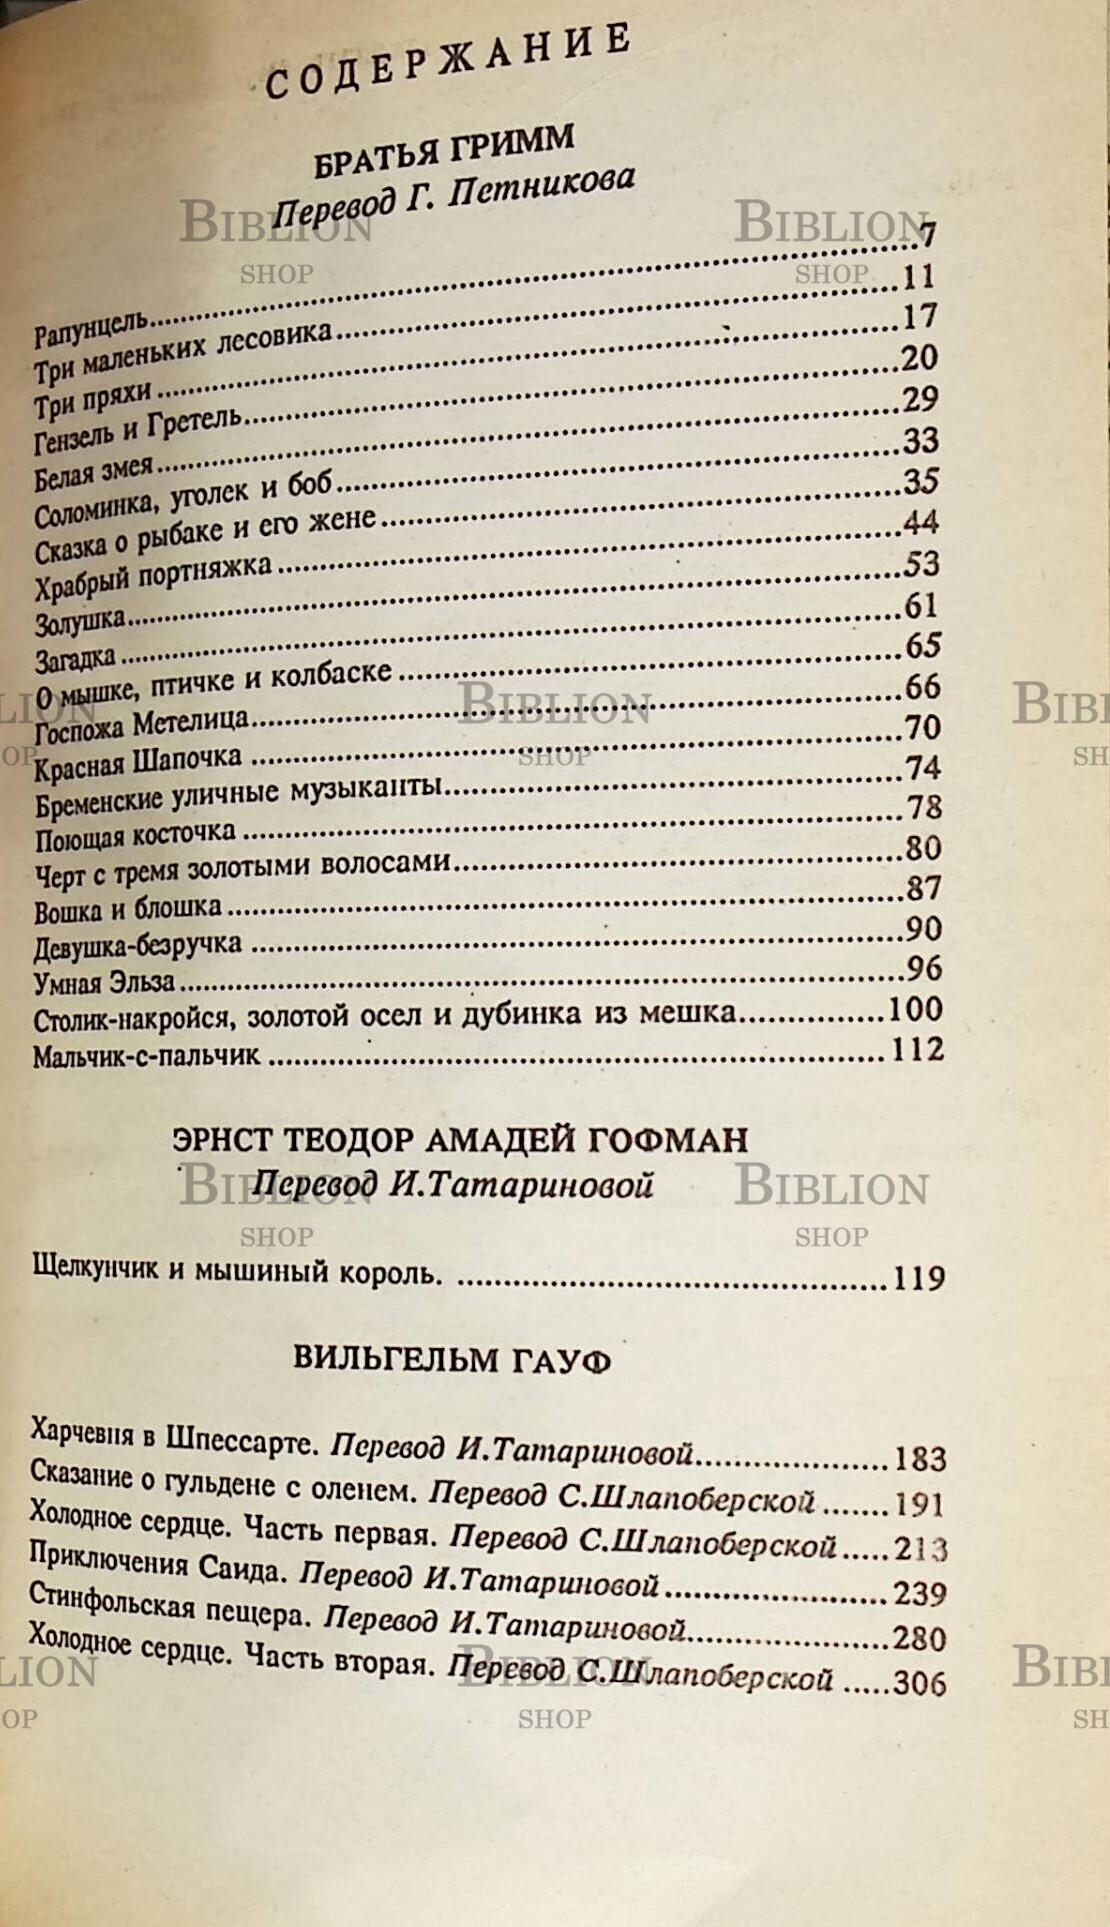 СОДЕРЖАНИЕ
БРАТЬЯ ГРИММ
Перевод Г. Петникова
Рапунцель..........7
Три маленьких лесовика..........11
Три пряхи..........17
Гензель и Гретель..........20
Белая змея..........29
Соломинка, уголек и боб..........33
Сказка о рыбаке и его жене..........35
Храбрый портняжка..........44
Золушка..........53
Загадка..........61
О мышке, птичке и колбаске..........65
Госпожа Метелица..........66
Красная Шапочка..........70
Бременские уличные музыканты..........74
Поющая косточка..........78
Черт с тремя золотыми волосами..........80
Вошка и блошка..........87
Девушка-безручка..........90
Умная Эльза..........96
Столик-накройся, золотой осел и дубинка из мешка..........100
Мальчик-с-пальчик..........112
ЭРНСТ ТЕОДОР АМАДЕЙ ГОФМАН
Перевод И.Татариновой
Щелкунчик и мышиный король. ..........119
ВИЛЬГЕЛЬМ ГАУФ
Харчевня в Шпессарте. Перевод И.Татариновой..........183
Сказание о гульдене с оленем. Перевод С.Шлапоберской.......191
Холодное сердце. Часть первая. Перевод С.Шлапоберской.....213
Приключения Саида. Перевод И.Татариновой..........239
Стинфольская пещера. Перевод И.Татариновой..........280
Холодное сердце. Часть вторая. Перевод С.Шлапоберской.....306
BIBLION SHOP